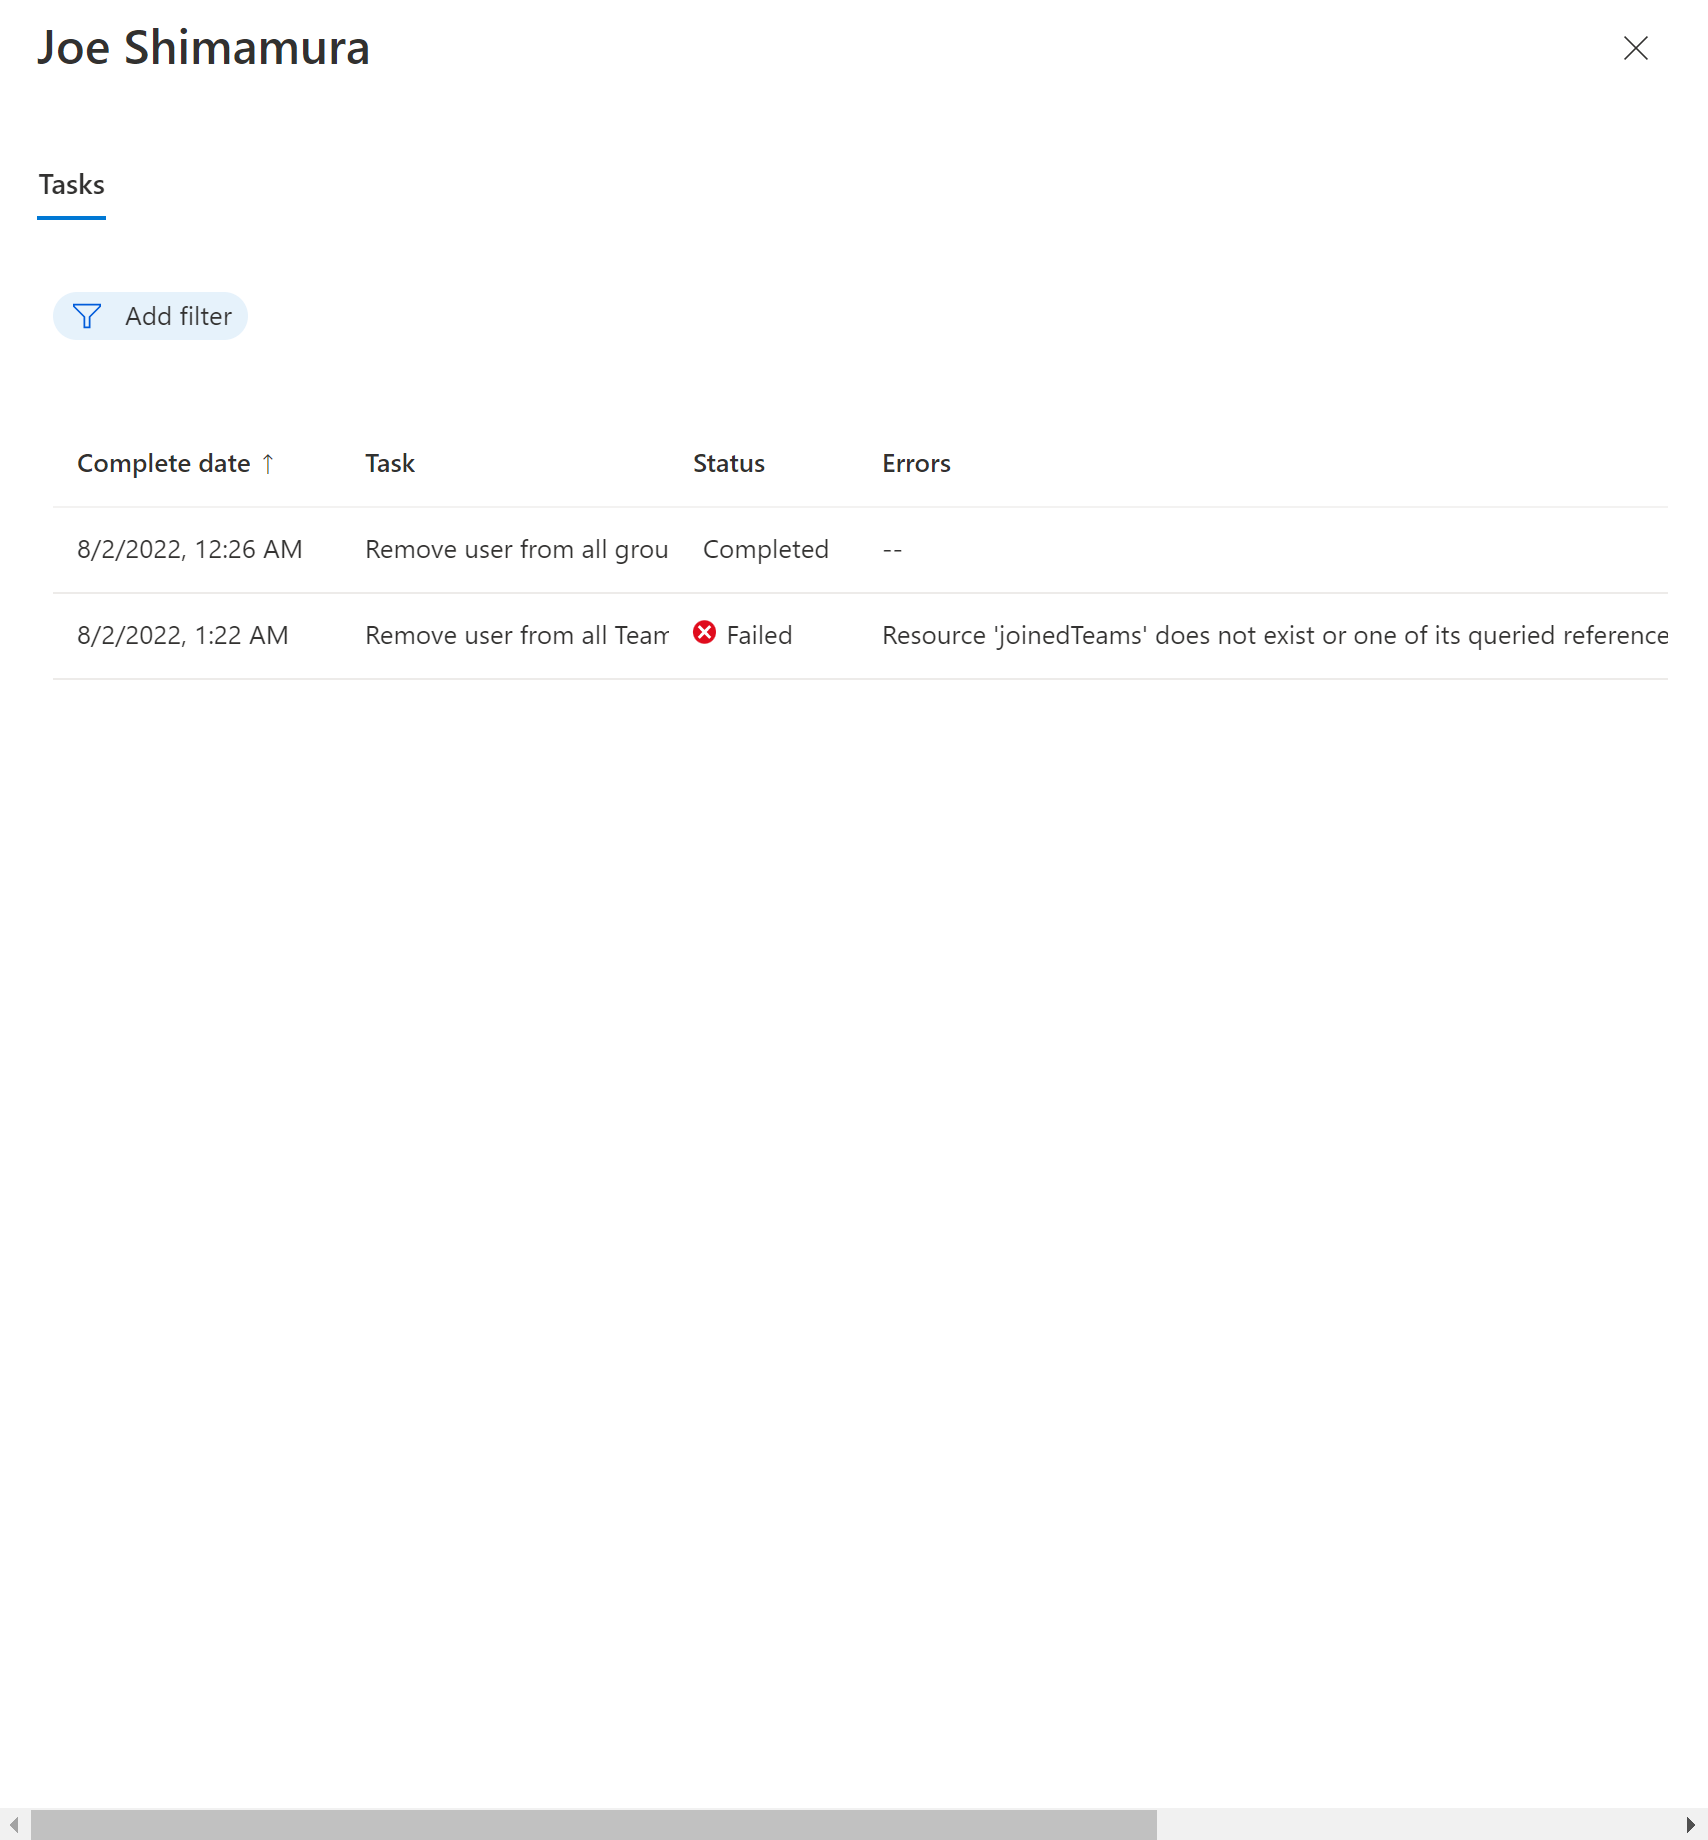 Joe Shimamura
Tasks
Add filter
Complete date ↑ Task Status Errors
8/2/2022, 12:26 AM Remove user from all grou Completed --
8/2/2022, 1:22 AM Remove user from all Team Failed Resource 'joinedTeams' does not exist or one of its queried reference